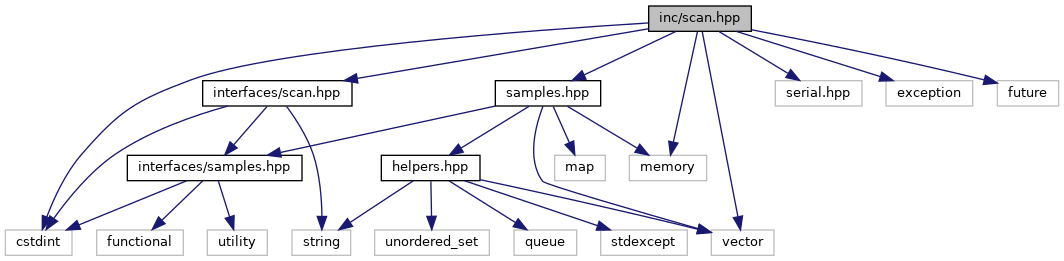 inc/scan.hpp
interfaces/scan.hpp
samples.hpp
serial.hpp
exception
future
interfaces/samples.hpp
helpers.hpp
map
memory
cstdint
functional
utility
string
unordered_set
queue
stdexcept
vector